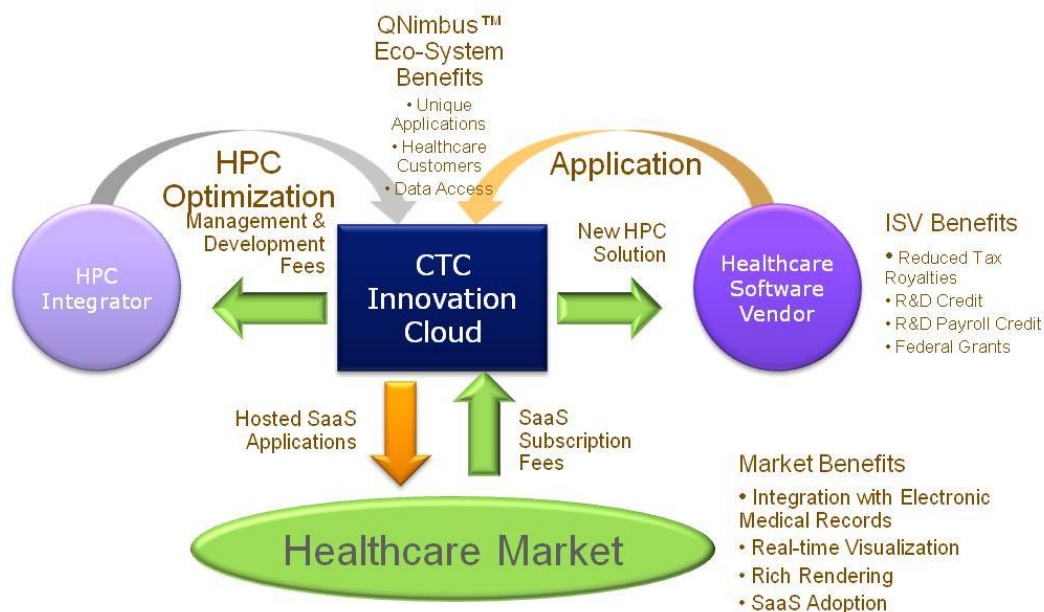 QNimbus™
Eco-System
Benefits
• Unique
Applications
• Healthcare
Customers
• Data Access
HPC
Optimization
Management &
Development
Fees
Application
HPC
Integrator
CTC
Innovation
Cloud
New HPC
Solution
Healthcare
Software
Vendor
ISV Benefits
• Reduced Tax
Royalties
• R&D Credit
• R&D Payroll Credit
• Federal Grants
Hosted SaaS
Applications
SaaS
Subscription
Fees
Healthcare Market
Market Benefits
• Integration with Electronic
Medical Records
• Real-time Visualization
• Rich Rendering
• SaaS Adoption